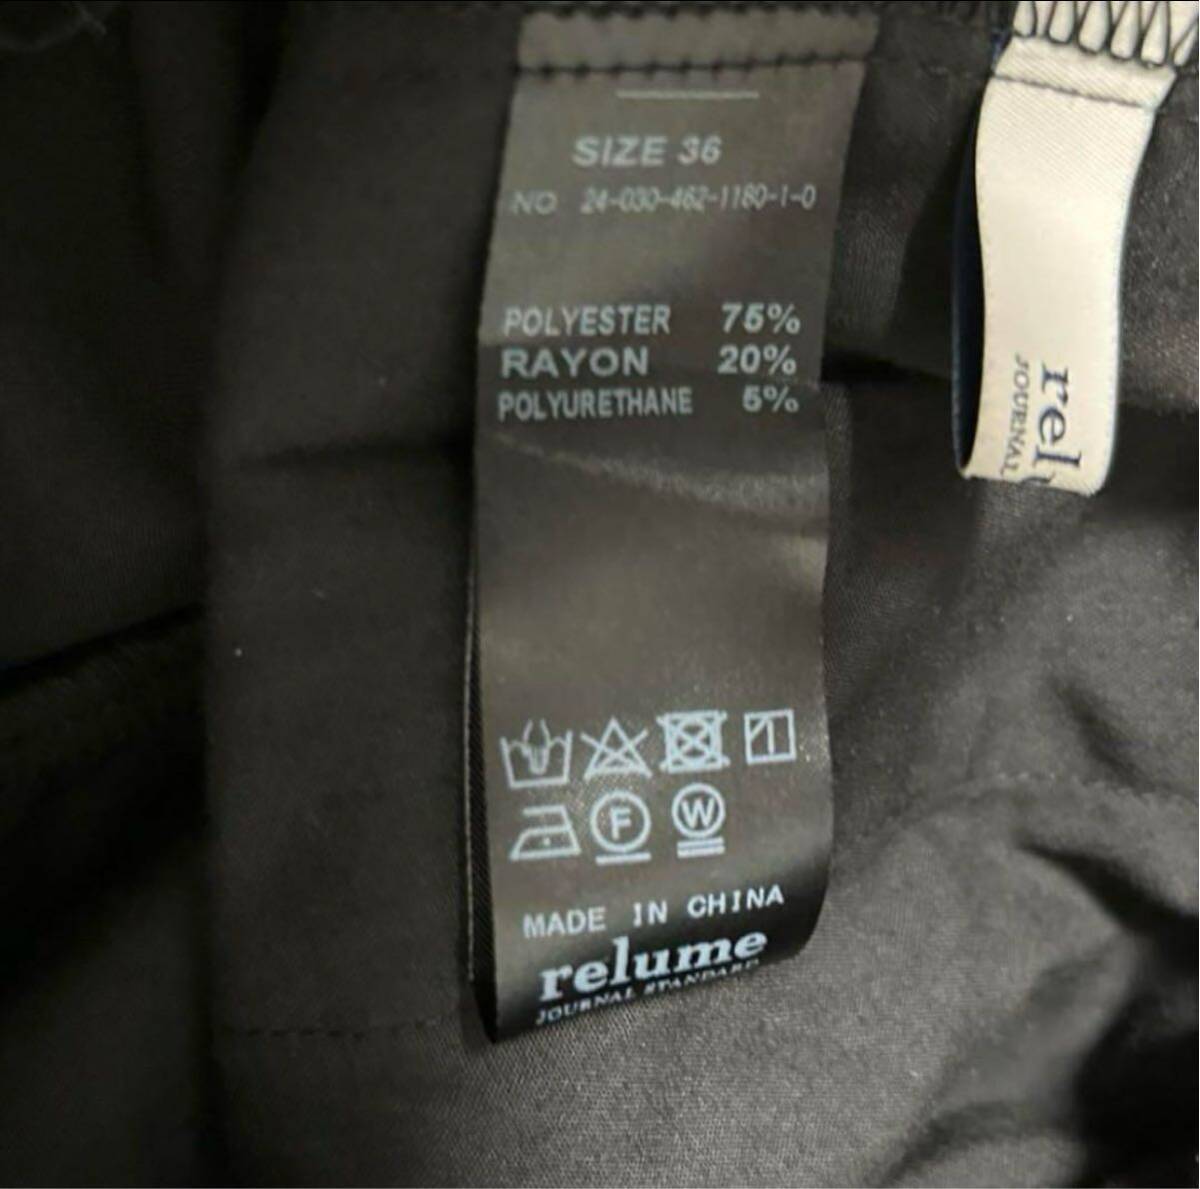 SIZE 36
NO 24-030-462-1180-1-0
POLYESTER 75%
RAYON 20%
POLYURETHANE 5%
F W
MADE IN CHINA
relume
JOURNAL STANDARD
rel
JOURNAL